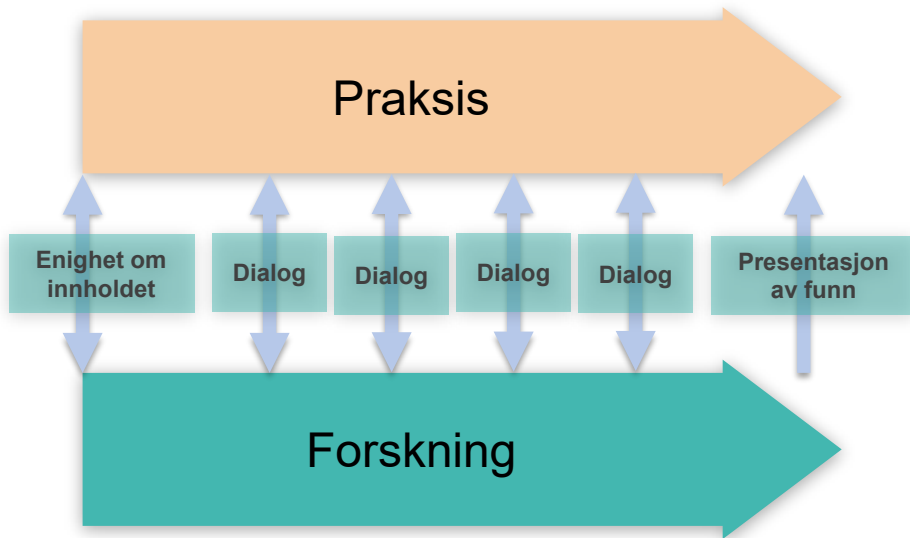 Praksis
Enighet om
innholdet
Dialog
Dialog
Dialog
Dialog
Presentasjon
av funn
Forskning